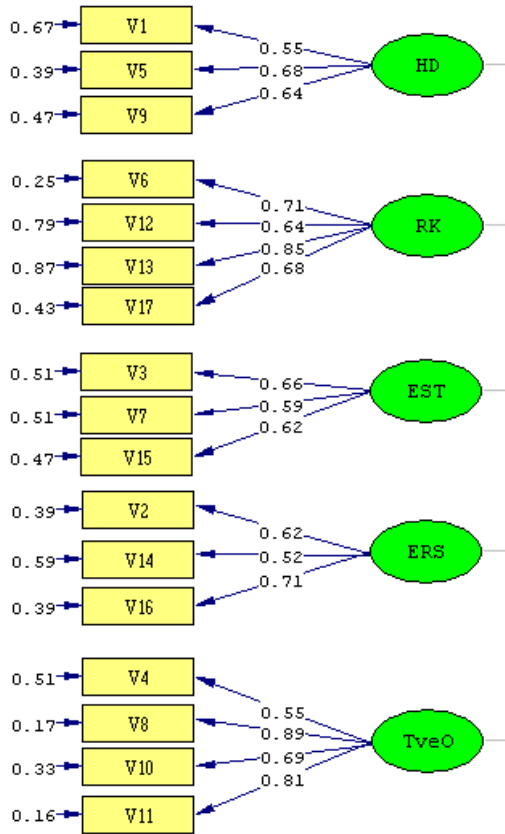 0.67 V1 0.55
0.39 V5 0.68 HD
0.47 V9 0.64
0.25 V6 0.71
0.79 V12 0.64 RK
0.87 V13 0.85
0.43 V17 0.68
0.51 V3 0.66
0.51 V7 0.59 EST
0.47 V15 0.62
0.39 V2 0.62
0.59 V14 0.52 ERS
0.39 V16 0.71
0.51 V4 0.55
0.17 V8 0.89 TveO
0.33 V10 0.69
0.16 V11 0.81